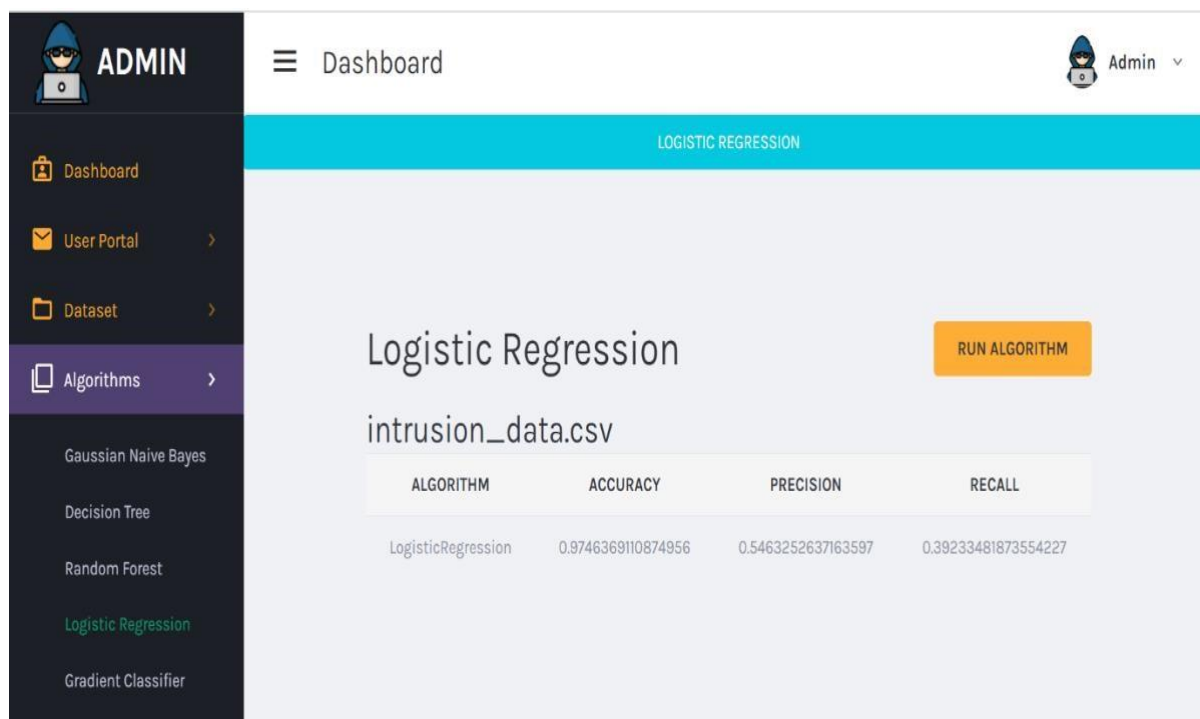 ADMIN
Dashboard
Admin
LOGISTIC REGRESSION
Dashboard
User Portal
Dataset
Algorithms
Gaussian Naive Bayes
Decision Tree
Random Forest
Logistic Regression
Gradient Classifier
Logistic Regression
RUN ALGORITHM
intrusion_data.csv
ALGORITHM ACCURACY PRECISION RECALL
LogisticRegression 0.9746369110874956 0.5463252637163597 0.39233481873554227